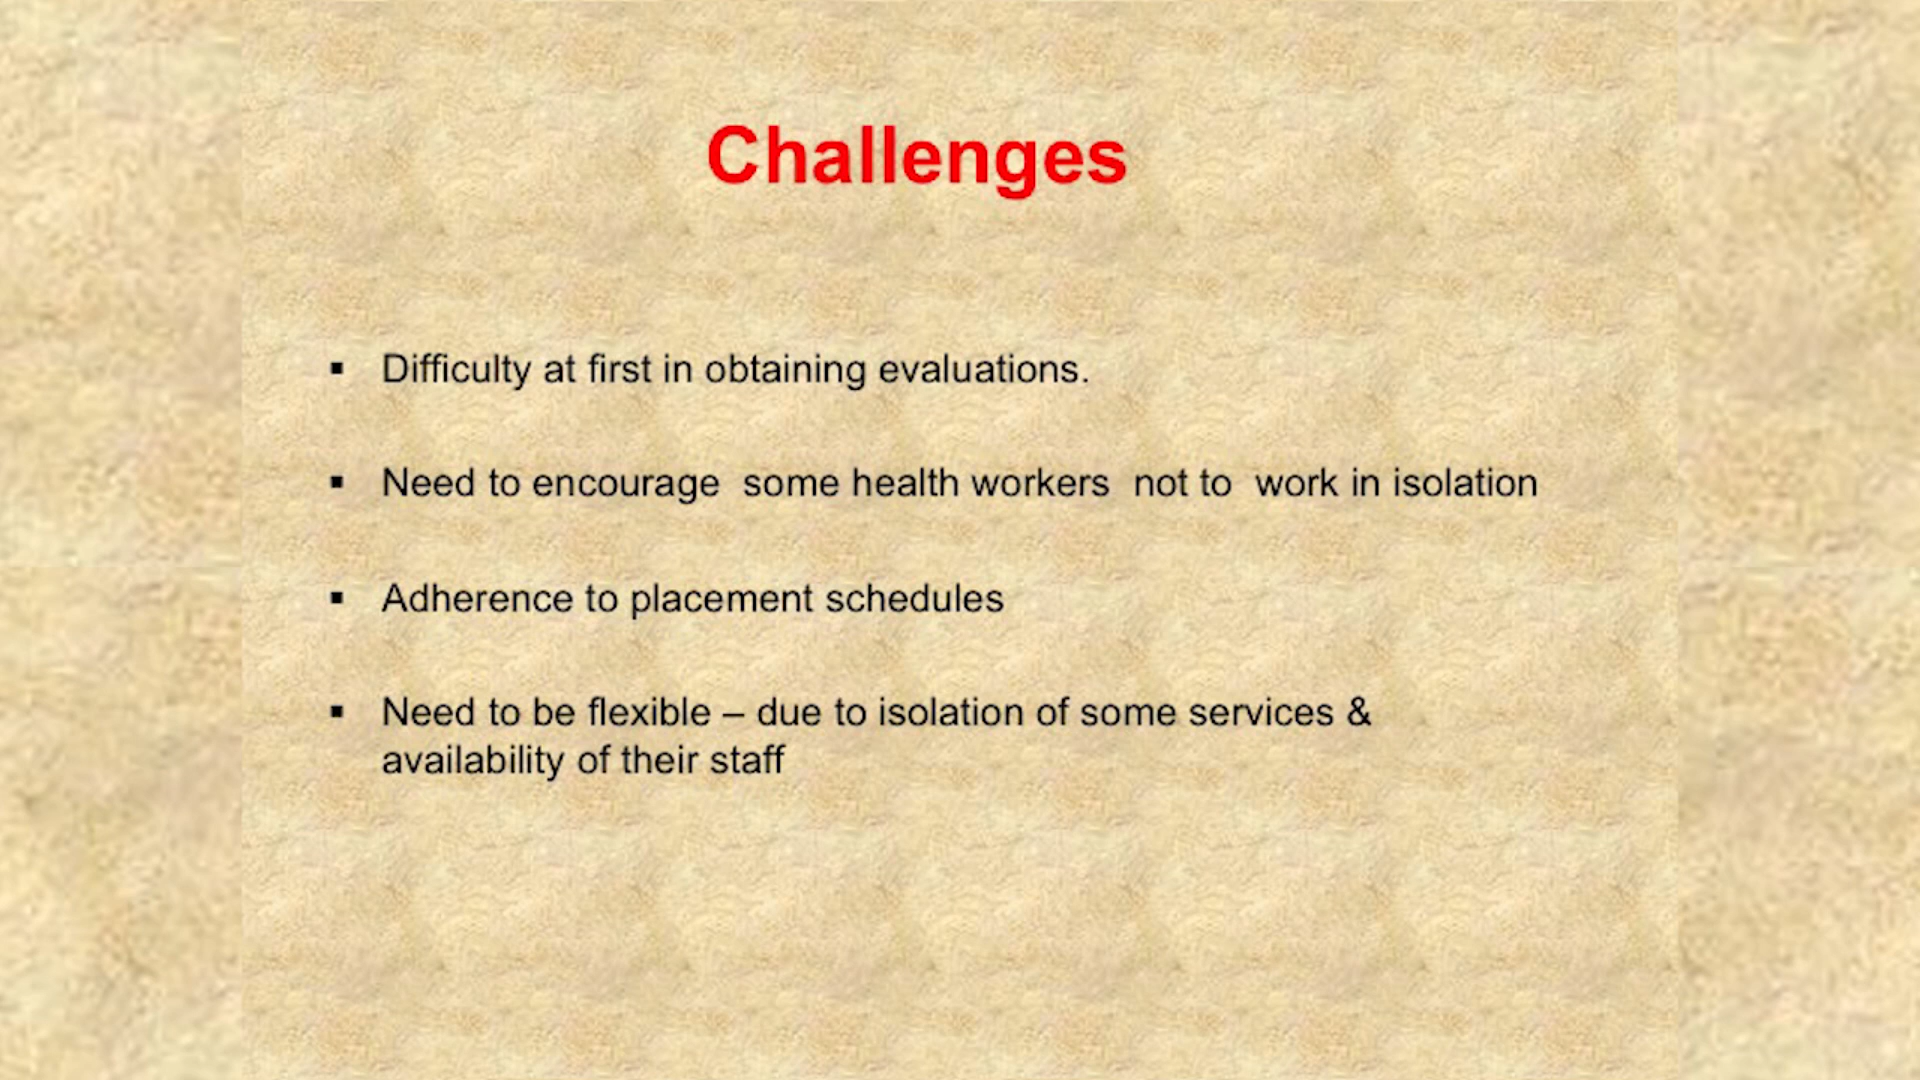 Challenges
▪ Difficulty at first in obtaining evaluations.
▪ Need to encourage  some health workers  not to  work in isolation
▪ Adherence to placement schedules
▪ Need to be flexible – due to isolation of some services &
availability of their staff